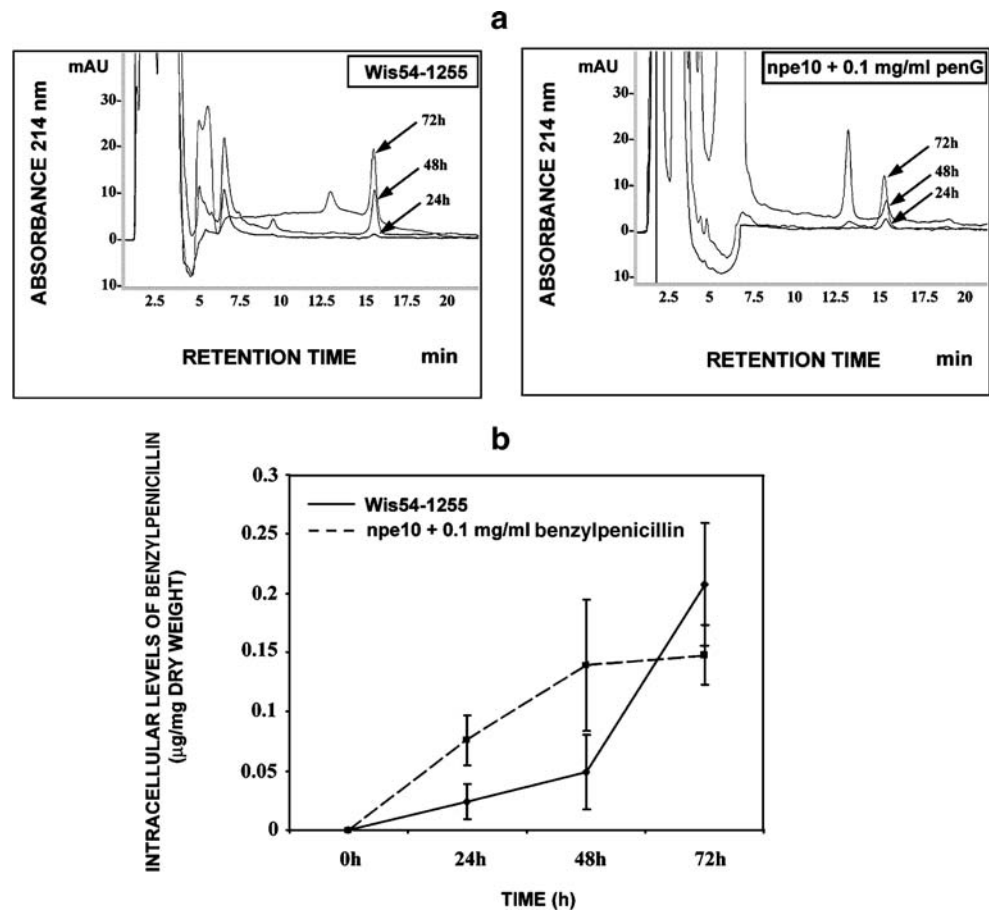 a
mAU
Wis54-1255
ABSORBANCE 214 nm
30
20
10
0
10
72h
48h
24h
2.5 5 7.5 10 12.5 15 17.5 20
RETENTION TIME min
mAU
npe10 + 0.1 mg/ml penG
ABSORBANCE 214 nm
30
20
10
0
10
72h
48h
24h
2.5 5 7.5 10 12.5 15 17.5 20
RETENTION TIME min
b
INTRACELLULAR LEVELS OF BENZYLPENICILLIN
(µg/mg DRY WEIGHT)
0.3
0.25
0.2
0.15
0.1
0.05
0
Wis54-1255
npe10 + 0.1 mg/ml benzylpenicillin
0h 24h 48h 72h
TIME (h)